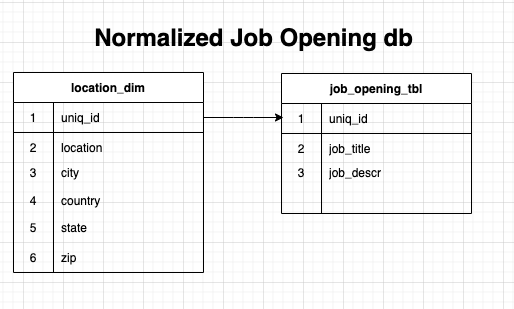 Normalized Job Opening db
location_dim
1 uniq_id
2 location
3 city
4 country
5 state
6 zip
job_opening_tbl
1 uniq_id
2 job_title
3 job_descr